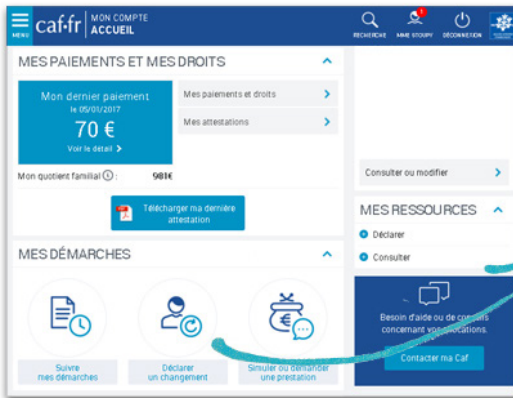 MENU
caf.fr
MON COMPTE
ACCUEIL
1
RECHERCHE
MME STOUPY
DÉCONNEXION
MES PAIEMENTS ET MES DROITS
Mon dernier paiement
le 05/01/2017
70 €
Voir le détail >
Mes paiements et droits >
Mes attestations >
Mon quotient familial i : 981€
Télécharger ma dernière
attestation
Consulter ou modifier >
MES RESSOURCES
Déclarer
Consulter
MES DÉMARCHES
Suivre
mes démarches
Déclarer
un changement
Simuler ou demander
une prestation
Besoin d'aide ou de conseils
concernant vos allocations.
Contacter ma Caf